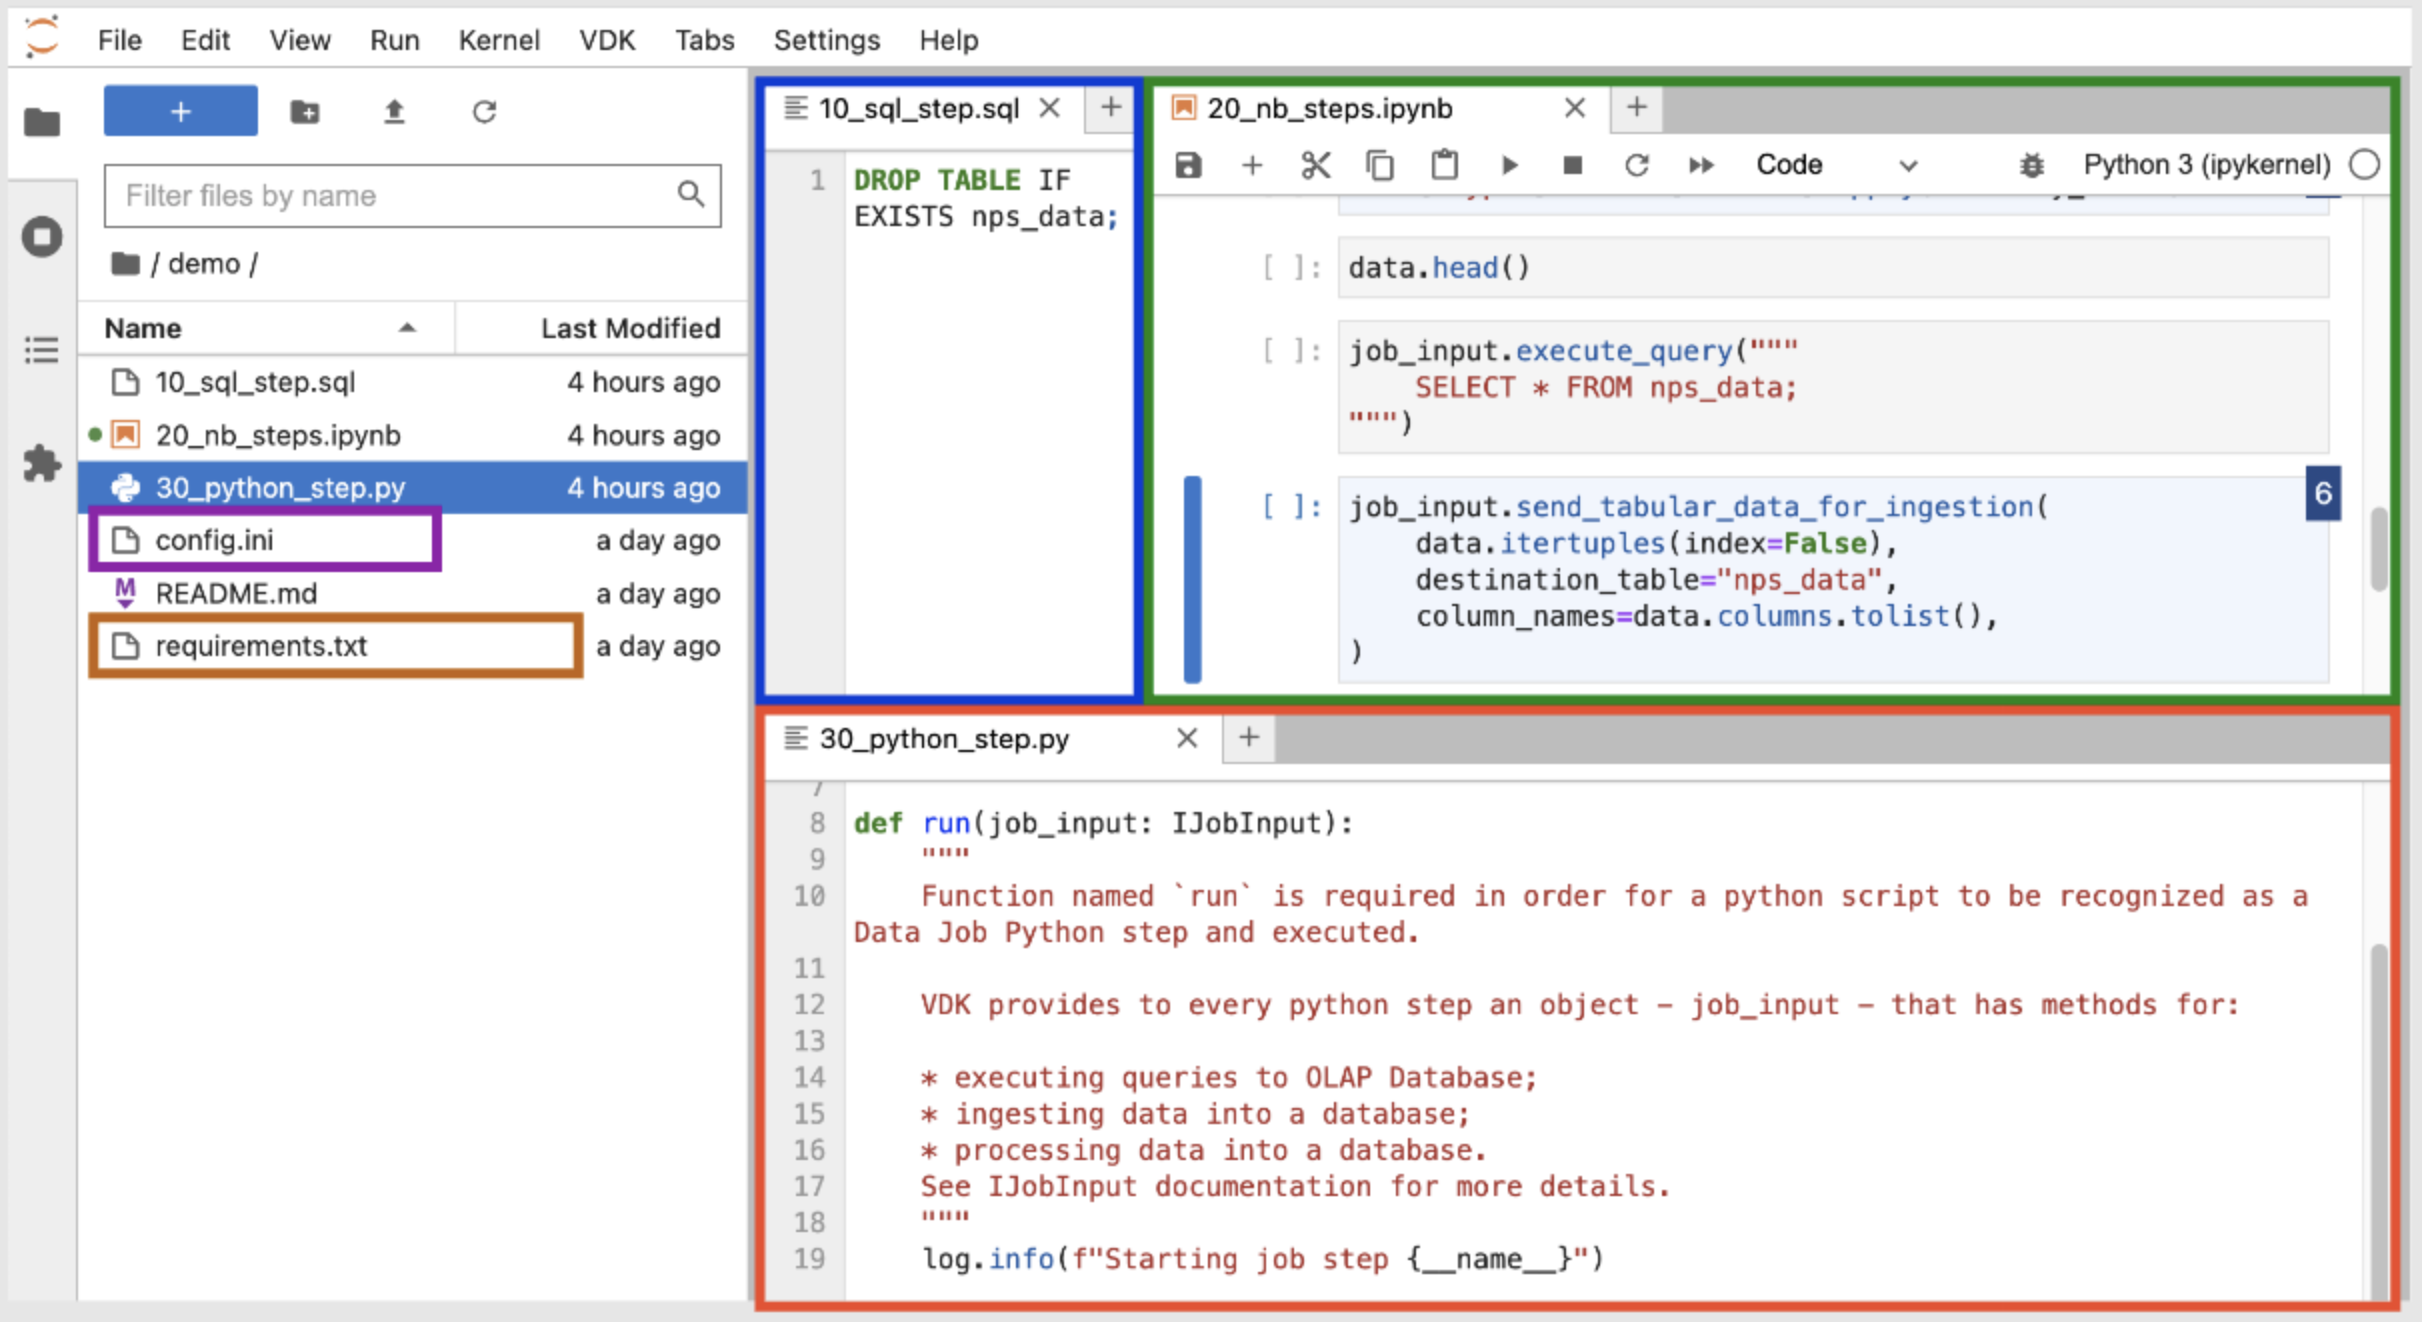 File Edit View Run Kernel VDK Tabs Settings Help
+
Filter files by name
/ demo /
Name Last Modified
10_sql_step.sql 4 hours ago
20_nb_steps.ipynb 4 hours ago
30_python_step.py 4 hours ago
config.ini a day ago
README.md a day ago
requirements.txt a day ago
10_sql_step.sql
1 DROP TABLE IF
EXISTS nps_data;
20_nb_steps.ipynb
Code Python 3 (ipykernel)
[ ]: data.head()
[ ]: job_input.execute_query("""
SELECT * FROM nps_data;
""")
6
[ ]: job_input.send_tabular_data_for_ingestion(
data.itertuples(index=False),
destination_table="nps_data",
column_names=data.columns.tolist(),
)
30_python_step.py
7
8 def run(job_input: IJobInput):
9 """
10 Function named `run` is required in order for a python script to be recognized as a
Data Job Python step and executed.
11
12 VDK provides to every python step an object – job_input – that has methods for:
13
14 * executing queries to OLAP Database;
15 * ingesting data into a database;
16 * processing data into a database.
17 See IJobInput documentation for more details.
18 """
19 log.info(f"Starting job step {__name__}")